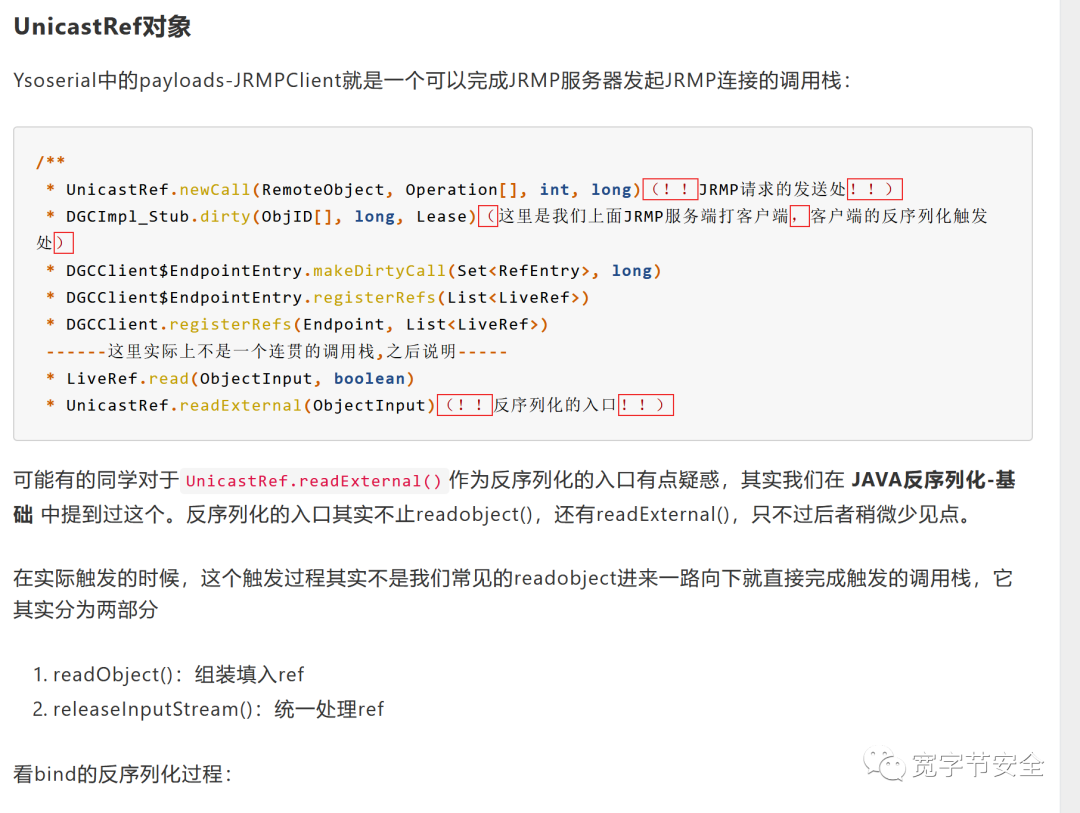 UnicastRef对象
Ysoserial中的payloads-JRMPClient就是一个可以完成JRMP服务器发起JRMP连接的调用栈：
/**
* UnicastRef.newCall(RemoteObject, Operation[], int, long)（！！JRMP请求的发送处！！）
* DGCImpl_Stub.dirty(ObjID[], long, Lease)（这里是我们上面JRMP服务端打客户端，客户端的反序列化触发
处）
* DGCClient$EndpointEntry.makeDirtyCall(Set<RefEntry>, long)
* DGCClient$EndpointEntry.registerRefs(List<LiveRef>)
* DGCClient.registerRefs(Endpoint, List<LiveRef>)
------这里实际上不是一个连贯的调用栈,之后说明-----
* LiveRef.read(ObjectInput, boolean)
* UnicastRef.readExternal(ObjectInput)（！！反序列化的入口！！）
可能有的同学对于 UnicastRef.readExternal() 作为反序列化的入口有点疑惑，其实我们在 JAVA反序列化-基
础 中提到过这个。反序列化的入口其实不止readobject()，还有readExternal()，只不过后者稍微少见点。
在实际触发的时候，这个触发过程其实不是我们常见的readobject进来一路向下就直接完成触发的调用栈，它
其实分为两部分
1. readObject()：组装填入ref
2. releaseInputStream()：统一处理ref
看bind的反序列化过程：
宽字节安全